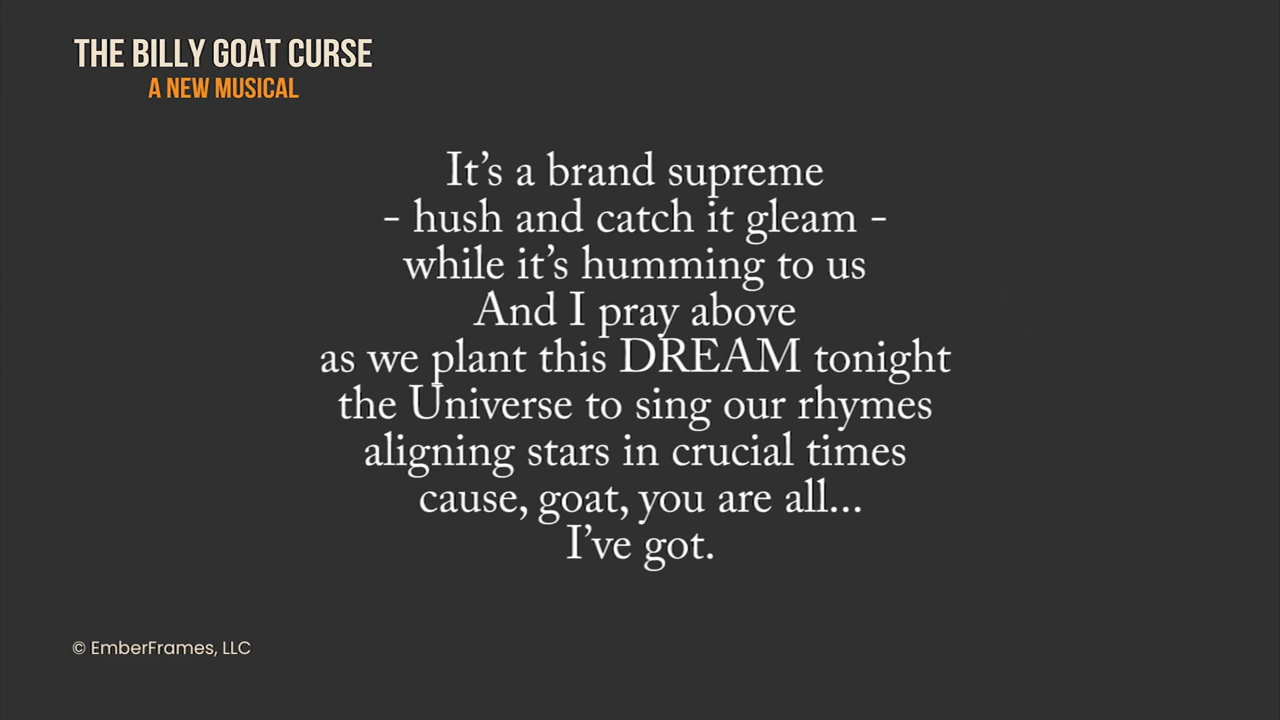 THE BILLY GOAT CURSE
A NEW MUSICAL
It’s a brand supreme
- hush and catch it gleam -
while it’s humming to us
And I pray above
as we plant this DREAM tonight
the Universe to sing our rhymes
aligning stars in crucial times
cause, goat, you are all...
I’ve got.
© EmberFrames, LLC